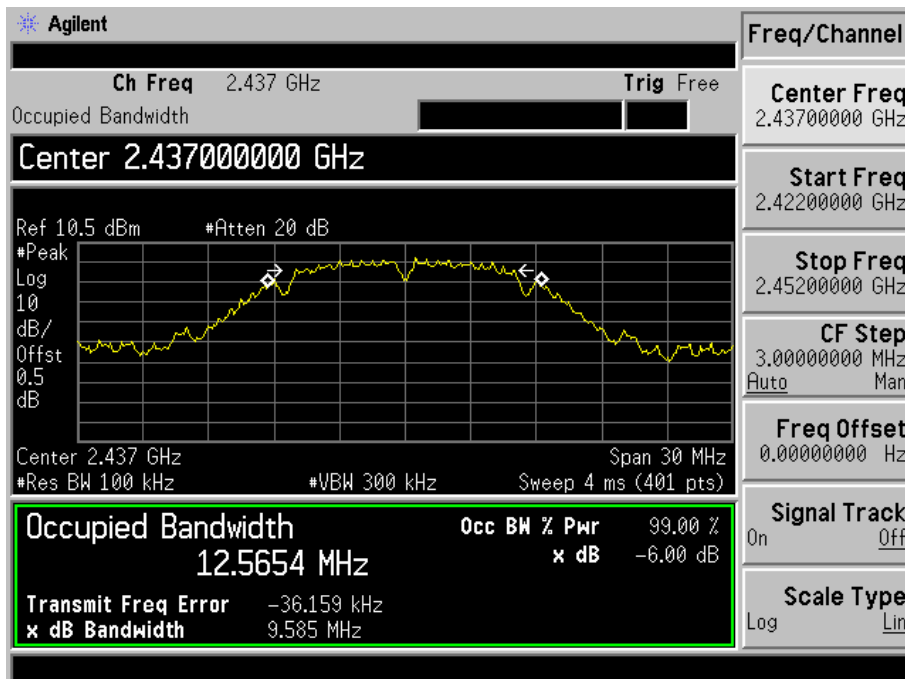 Agilent
Freq/Channel
Ch Freq 2.437 GHz Trig Free
Occupied Bandwidth
Center 2.437000000 GHz
Ref 10.5 dBm #Atten 20 dB
#Peak
Log
10
dB/
Offst
0.5
dB
Center 2.437 GHz Span 30 MHz
#Res BW 100 kHz #VBW 300 kHz Sweep 4 ms (401 pts)
Occupied Bandwidth
12.5654 MHz
Occ BW % Pwr 99.00 %
x dB -6.00 dB
Transmit Freq Error -36.159 kHz
x dB Bandwidth 9.585 MHz
Center Freq
2.43700000 GHz
Start Freq
2.42200000 GHz
Stop Freq
2.45200000 GHz
CF Step
3.00000000 MHz
Auto Man
Freq Offset
0.00000000 Hz
Signal Track
On Off
Scale Type
Log Lin